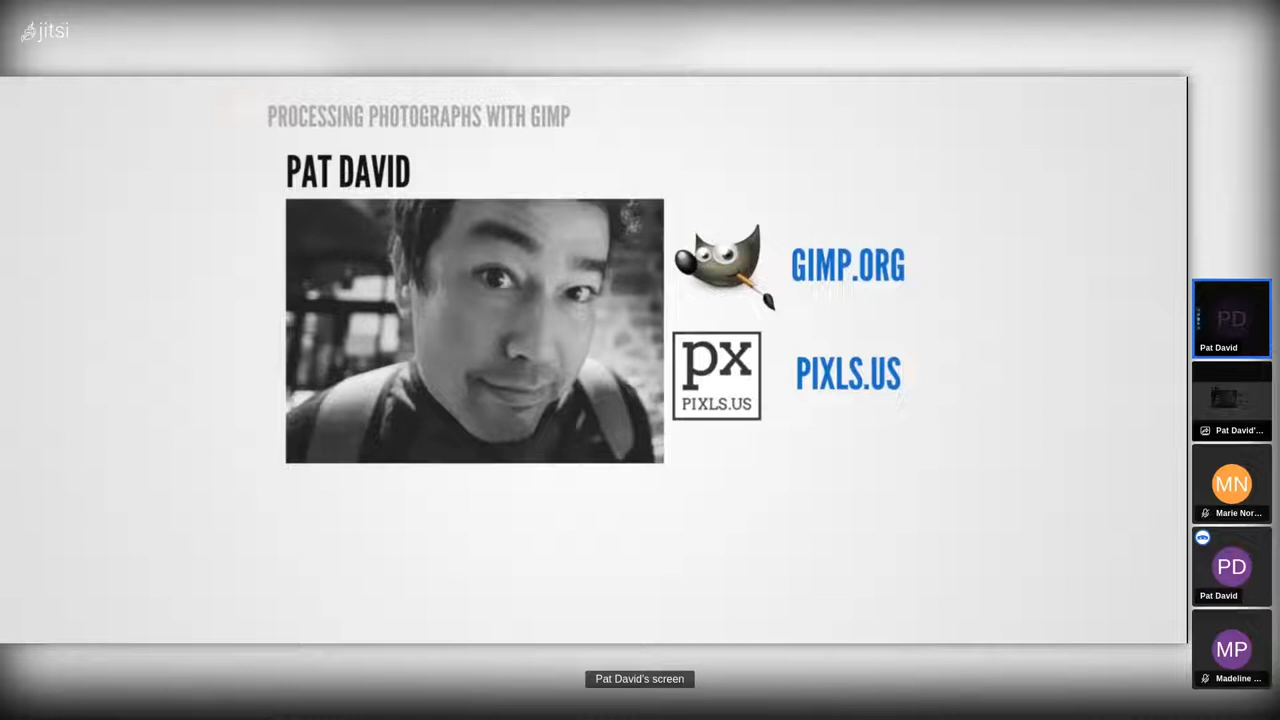 jitsi
PROCESSING PHOTOGRAPHS WITH GIMP
PAT DAVID
GIMP.ORG
px
PIXLS.US
PIXLS.US
PD
Pat David
Pat David'...
MN
Marie Nor...
PD
Pat David
MP
Madeline ...
Pat David's screen